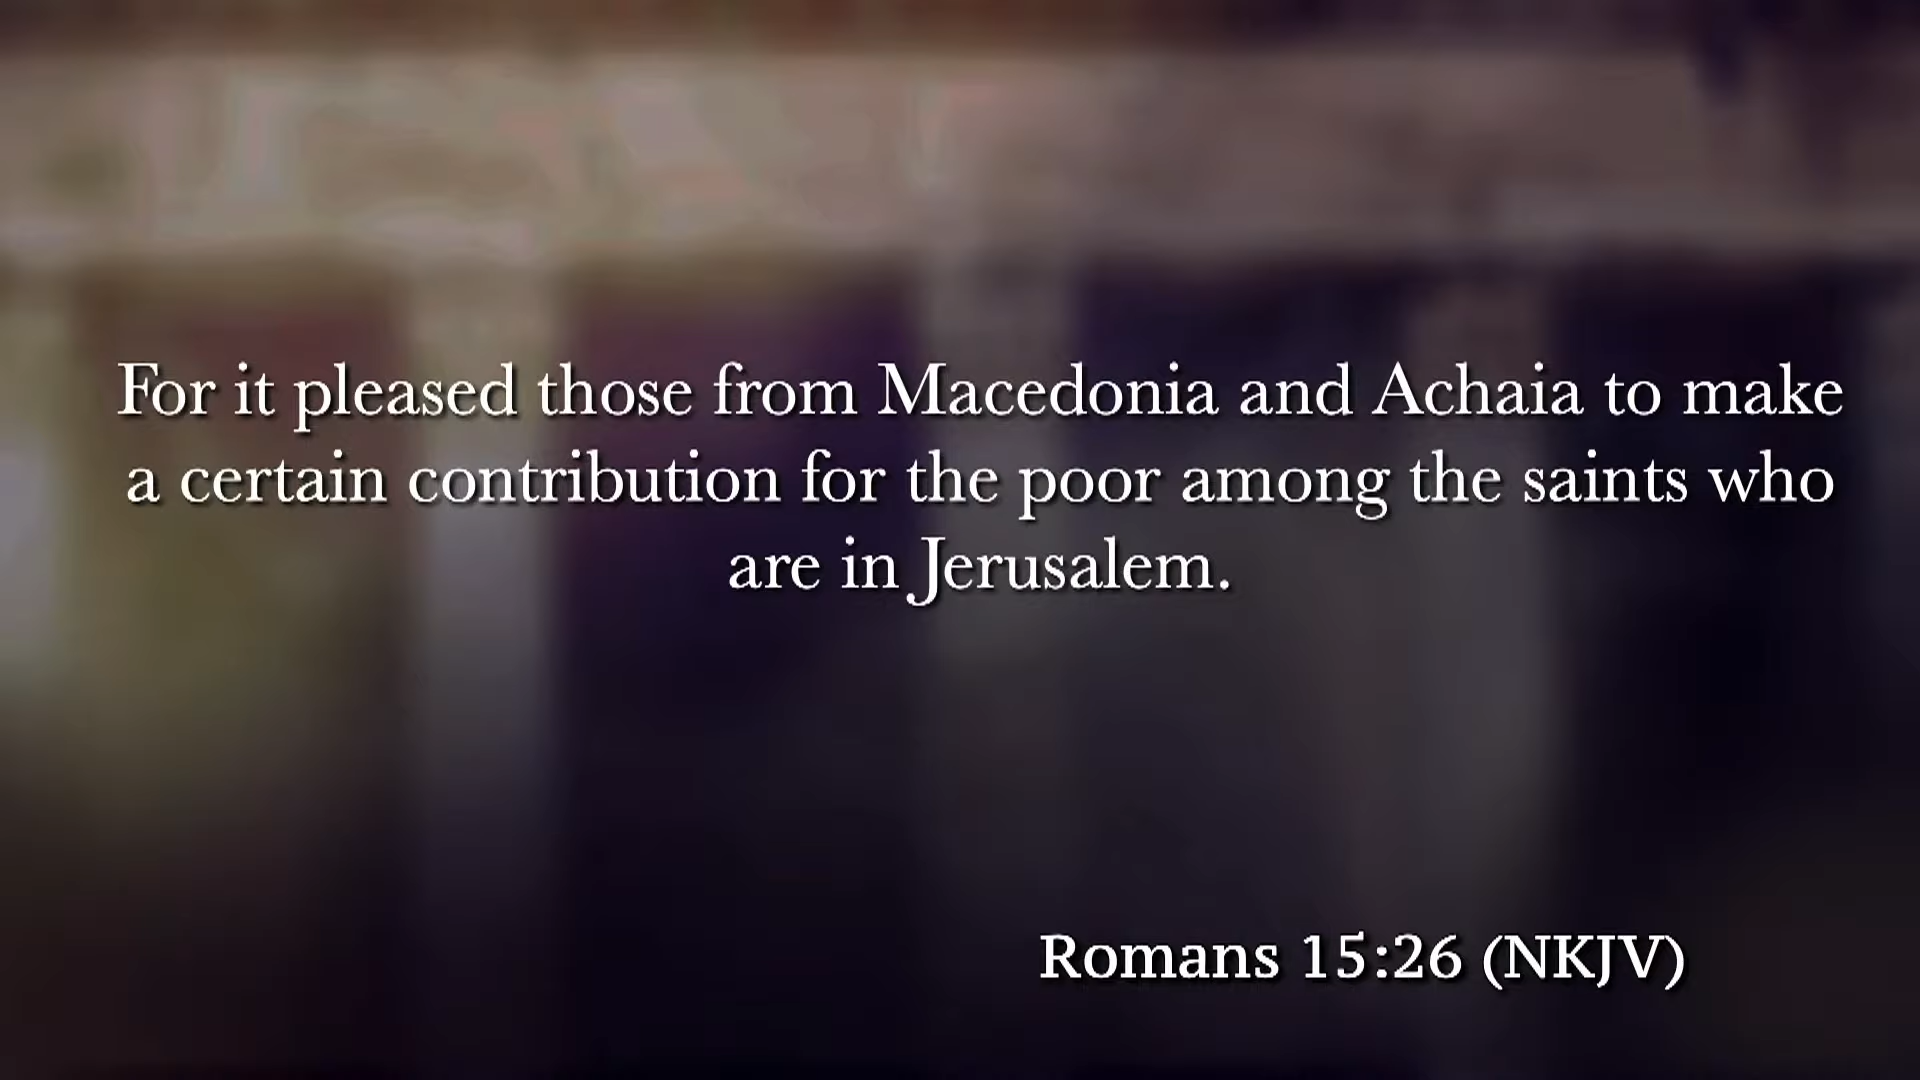 For it pleased those from Macedonia and Achaia to make
a certain contribution for the poor among the saints who
are in Jerusalem.
Romans 15:26 (NKJV)